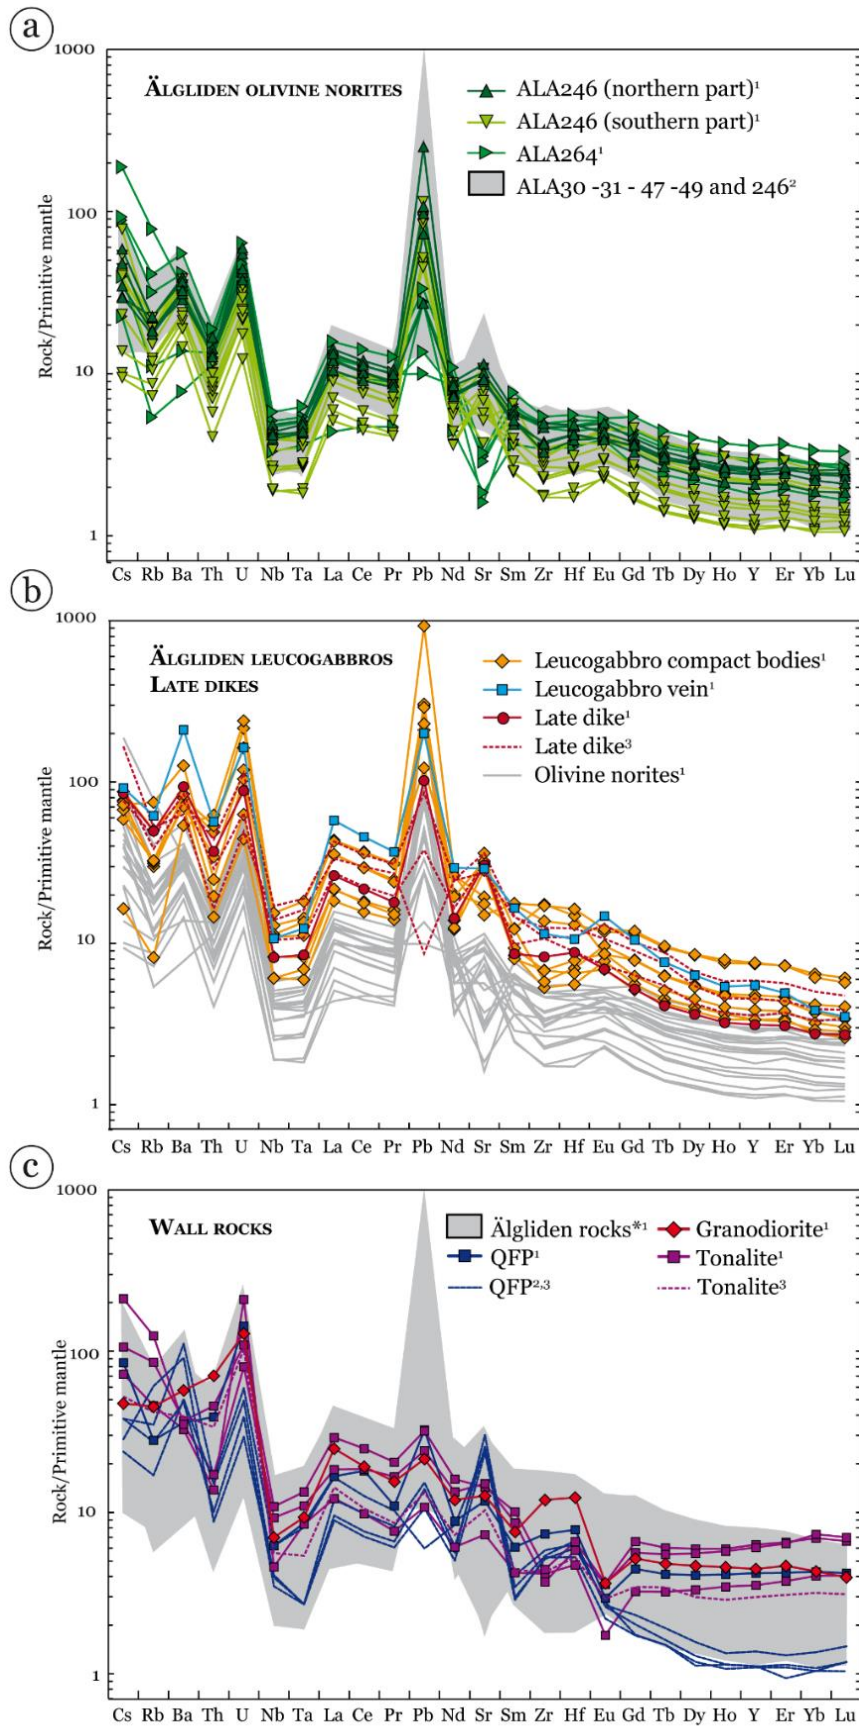 a
ÄLGLIDEN OLIVINE NORITES
ALA246 (northern part)¹
ALA246 (southern part)¹
ALA264¹
ALA30 -31 - 47 -49 and 246²
Rock/Primitive mantle
1000
100
10
1
Cs Rb Ba Th U Nb Ta La Ce Pr Pb Nd Sr Sm Zr Hf Eu Gd Tb Dy Ho Y Er Yb Lu
b
ÄLGLIDEN LEUCOGABBROS
LATE DIKES
Leucogabbro compact bodies¹
Leucogabbro vein¹
Late dike¹
Late dike³
Olivine norites¹
Rock/Primitive mantle
1000
100
10
1
Cs Rb Ba Th U Nb Ta La Ce Pr Pb Nd Sr Sm Zr Hf Eu Gd Tb Dy Ho Y Er Yb Lu
c
WALL ROCKS
Älgliden rocks*¹ Granodiorite¹
QFP¹ Tonalite¹
QFP²,³ Tonalite³
Rock/Primitive mantle
1000
100
10
1
Cs Rb Ba Th U Nb Ta La Ce Pr Pb Nd Sr Sm Zr Hf Eu Gd Tb Dy Ho Y Er Yb Lu